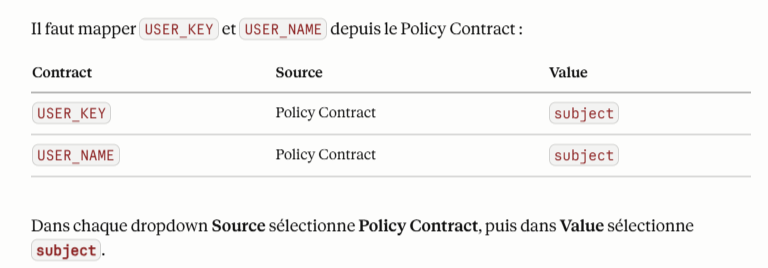 Il faut mapper USER_KEY et USER_NAME depuis le Policy Contract :
Contract Source Value
USER_KEY Policy Contract subject
USER_NAME Policy Contract subject
Dans chaque dropdown Source sélectionne Policy Contract, puis dans Value sélectionne
subject.